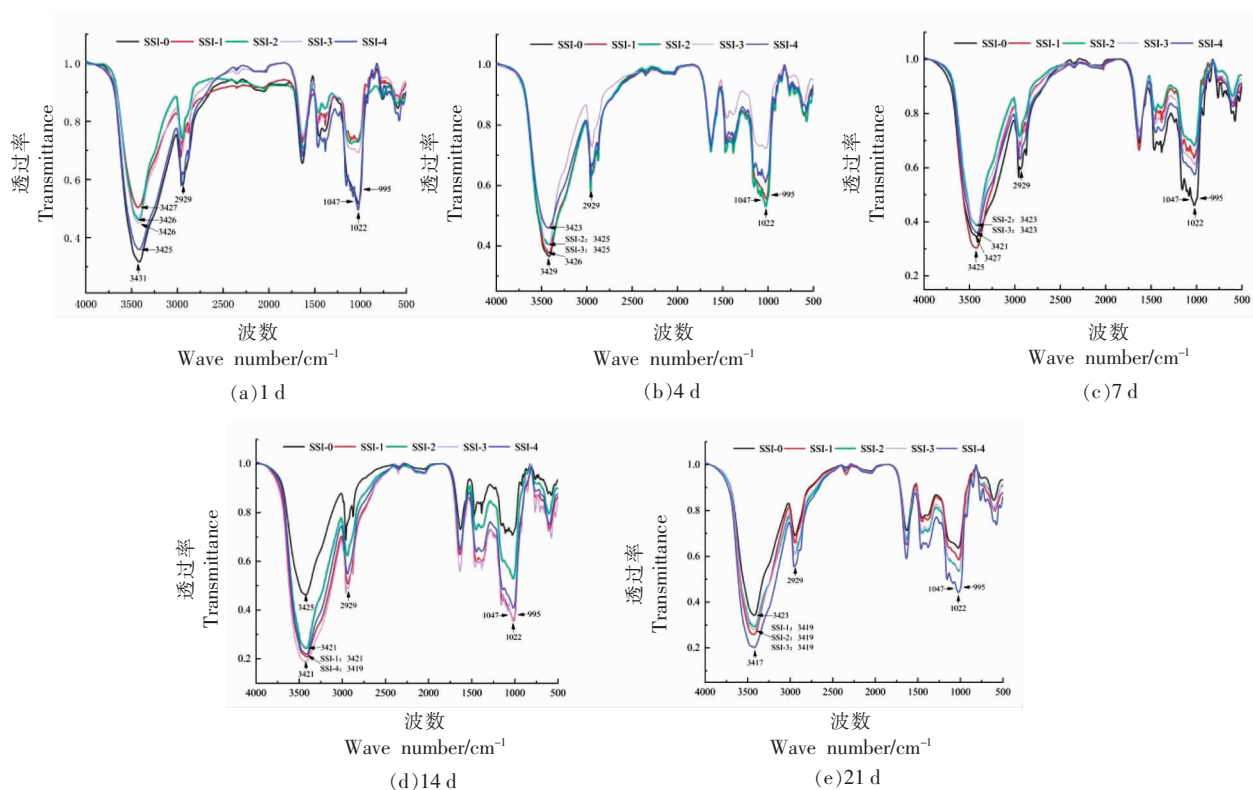 SSI-0 SSI-1 SSI-2 SSI-3 SSI-4
1.0
0.8
0.6
0.4
透过率
Transmittance
2929
3427
3426
3426
3425
3431
1047
995
1022
4000 3500 3000 2500 2000 1500 1000 500
波数
Wave number/cm⁻¹
(a)1 d
SSI-0 SSI-1 SSI-2 SSI-3 SSI-4
1.0
0.8
0.6
0.4
透过率
Transmittance
2929
3423
SSI-2: 3425
SSI-3: 3425
3426
3429
1047
995
1022
4000 3500 3000 2500 2000 1500 1000 500
波数
Wave number/cm⁻¹
(b)4 d
SSI-0 SSI-1 SSI-2 SSI-3 SSI-4
1.0
0.8
0.6
0.4
0.2
透过率
Transmittance
2929
SSI-2: 3423
SSI-3: 3423
3421
3427
3425
1047
995
1022
4000 3500 3000 2500 2000 1500 1000 500
波数
Wave number/cm⁻¹
(c)7 d
SSI-0 SSI-1 SSI-2 SSI-3 SSI-4
1.0
0.8
0.6
0.4
0.2
透过率
Transmittance
2929
3425
3421
SSI-1: 3421
SSI-4: 3419
3421
1047
995
1022
4000 3500 3000 2500 2000 1500 1000 500
波数
Wave number/cm⁻¹
(d)14 d
SSI-0 SSI-1 SSI-2 SSI-3 SSI-4
1.0
0.8
0.6
0.4
0.2
透过率
Transmittance
2929
3423
SSI-1: 3419
SSI-2: 3419
SSI-3: 3419
3417
1047
995
1022
4000 3500 3000 2500 2000 1500 1000 500
波数
Wave number/cm⁻¹
(e)21 d